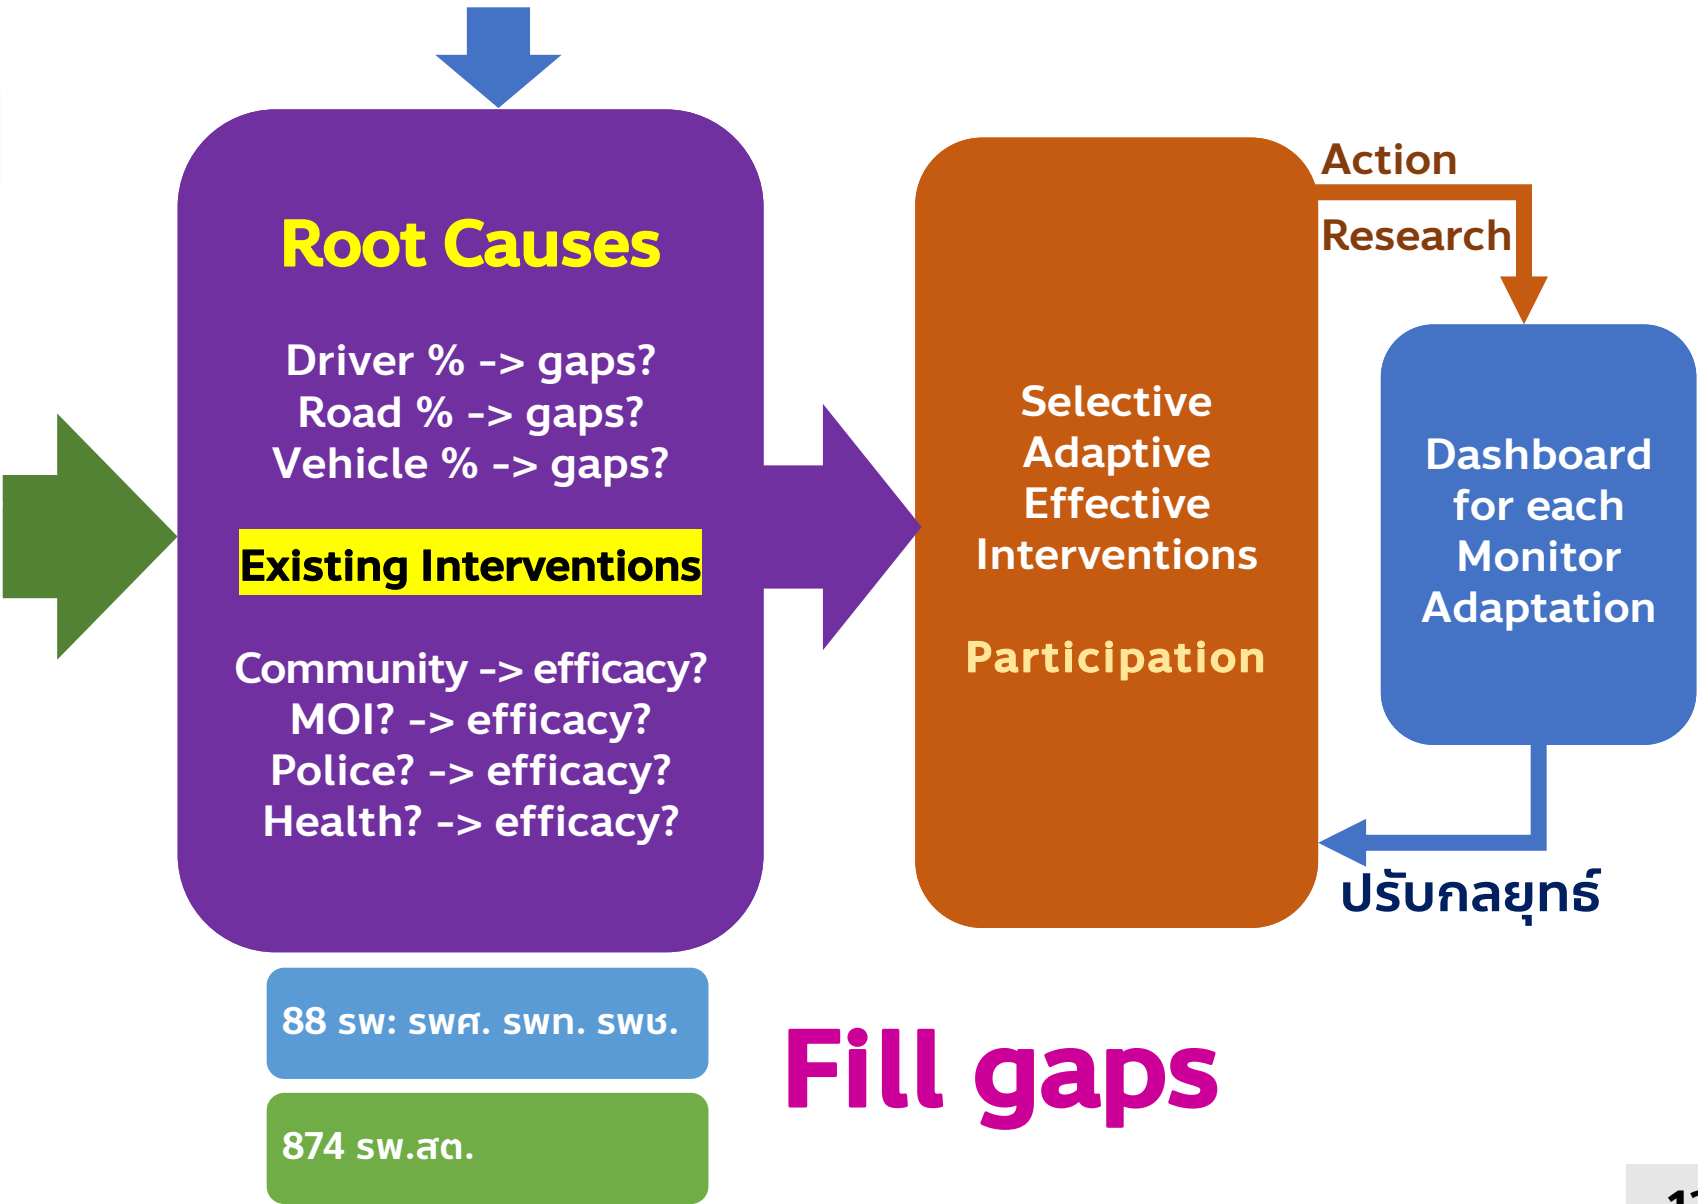 Root Causes
Driver % -> gaps?
Road % -> gaps?
Vehicle % -> gaps?
Existing Interventions
Community -> efficacy?
MOI? -> efficacy?
Police? -> efficacy?
Health? -> efficacy?
88 รพ: รพศ. รพท. รพช.
874 รพ.สต.
Selective
Adaptive
Effective
Interventions
Participation
Action
Research
Dashboard
for each
Monitor
Adaptation
ปรับกลยุทธ์
Fill gaps